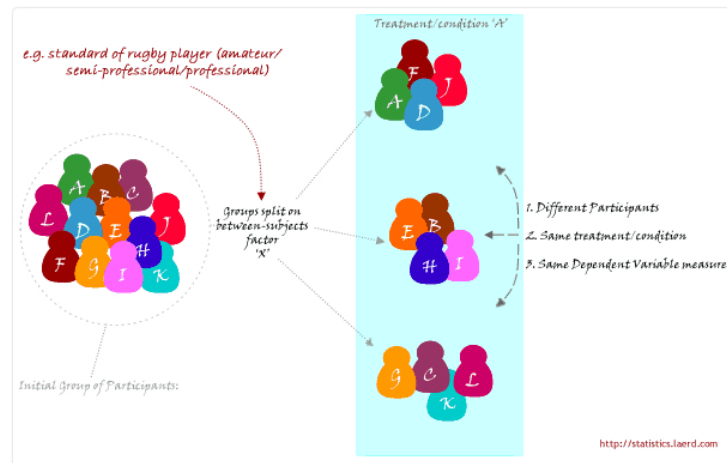 Treatment/condition 'A'
e.g. standard of rugby player (amateur/
semi-professional/professional)
F
J
A
D
A
B
C
L
D
E
J
F
G
H
I
K
Groups split on
between-subjects
factor
'X'
E
B
H
I
1. Different Participants
2. Same treatment/condition
3. Same Dependent Variable measure
G
C
L
K
Initial Group of Participants:
http://statistics.laerd.com